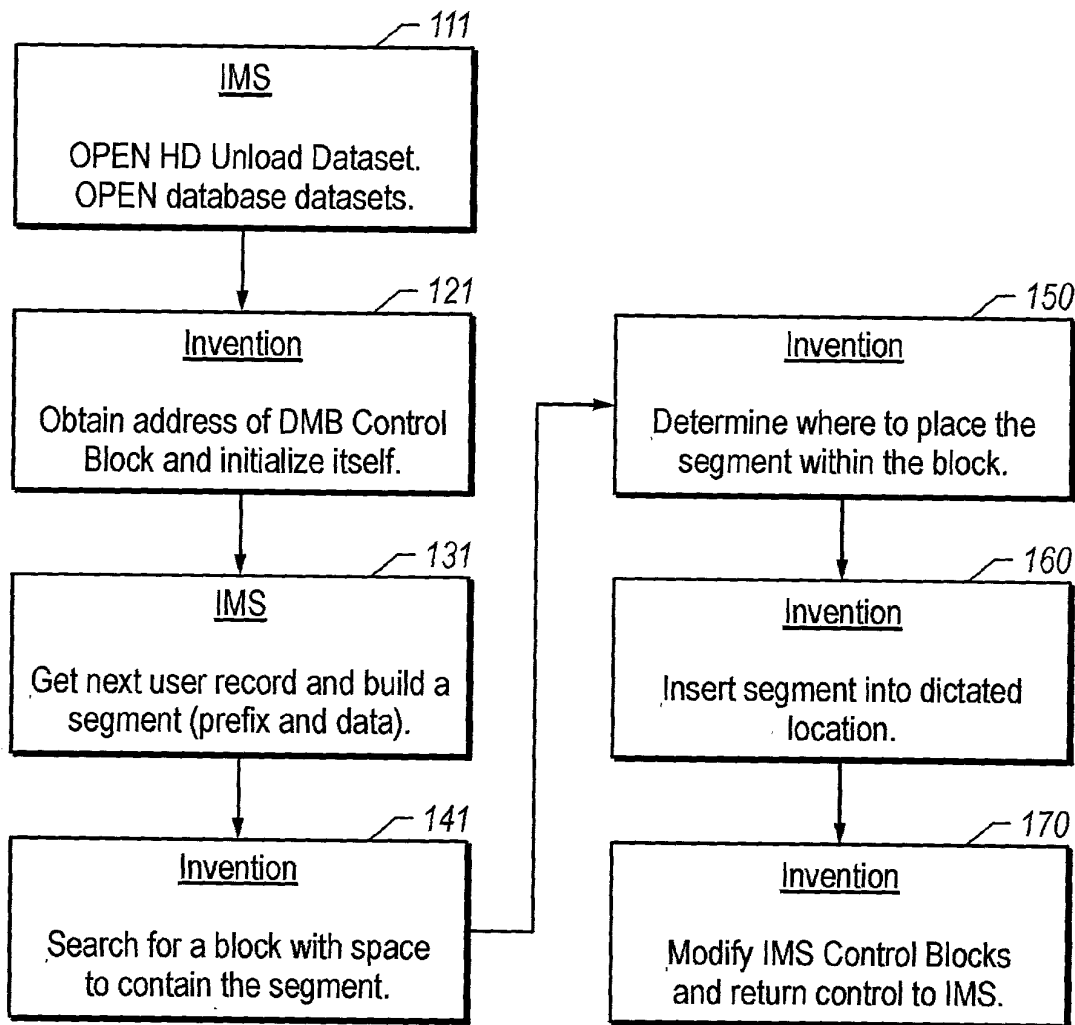 111
IMS
OPEN HD Unload Dataset.
OPEN database datasets.
121
Invention
Obtain address of DMB Control
Block and initialize itself.
131
IMS
Get next user record and build a
segment (prefix and data).
141
Invention
Search for a block with space
to contain the segment.
150
Invention
Determine where to place the
segment within the block.
160
Invention
Insert segment into dictated
location.
170
Invention
Modify IMS Control Blocks
and return control to IMS.